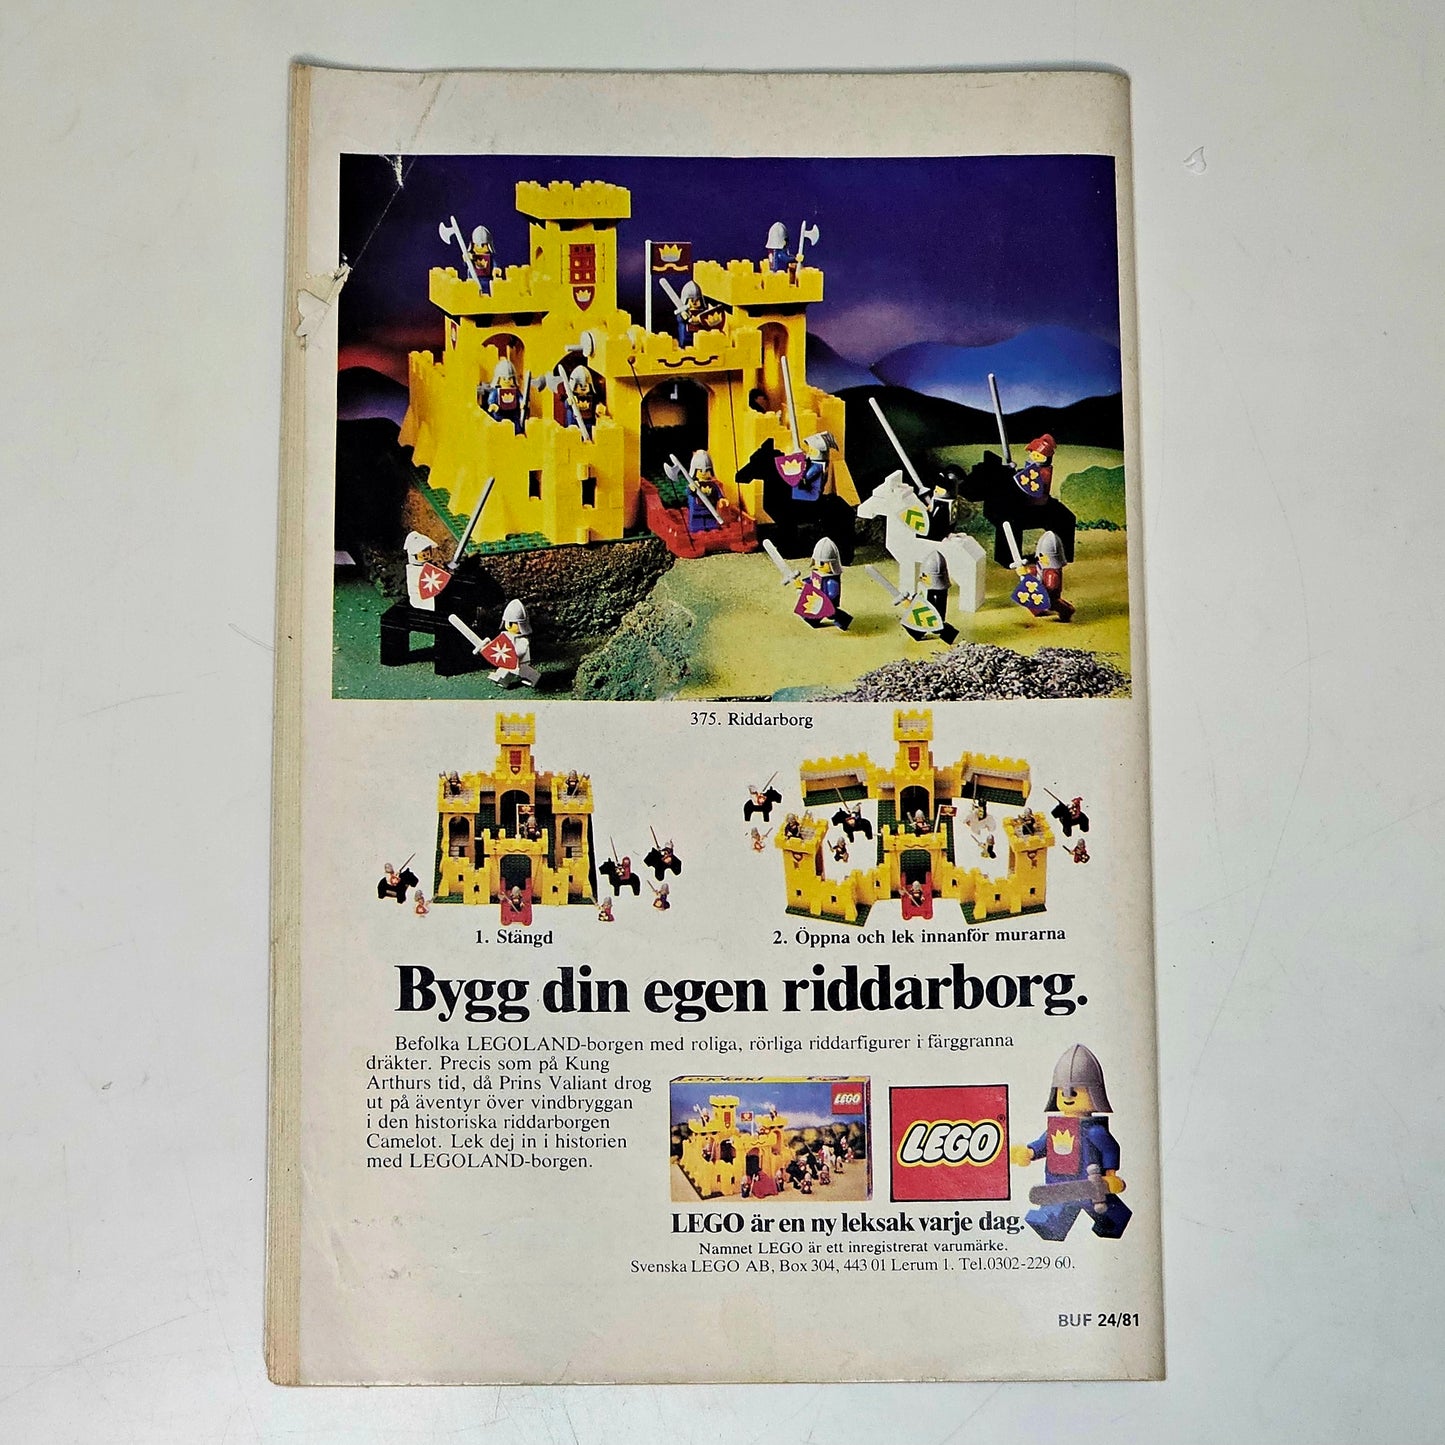 375. Riddarborg
1. Stängd
2. Öppna och lek innanför murarna
Bygg din egen riddarborg.
Befolka LEGOLAND-borgen med roliga, rörliga riddarfigurer i färggranna
dräkter. Precis som på Kung
Arthurs tid, då Prins Valiant drog
ut på äventyr över vindbryggan
i den historiska riddarborgen
Camelot. Lek dej in i historien
med LEGOLAND-borgen.
LEGO
LEGO®
LEGO är en ny leksak varje dag.
Namnet LEGO är ett inregistrerat varumärke.
Svenska LEGO AB, Box 304, 443 01 Lerum 1. Tel.0302-229 60.
BUF 24/81